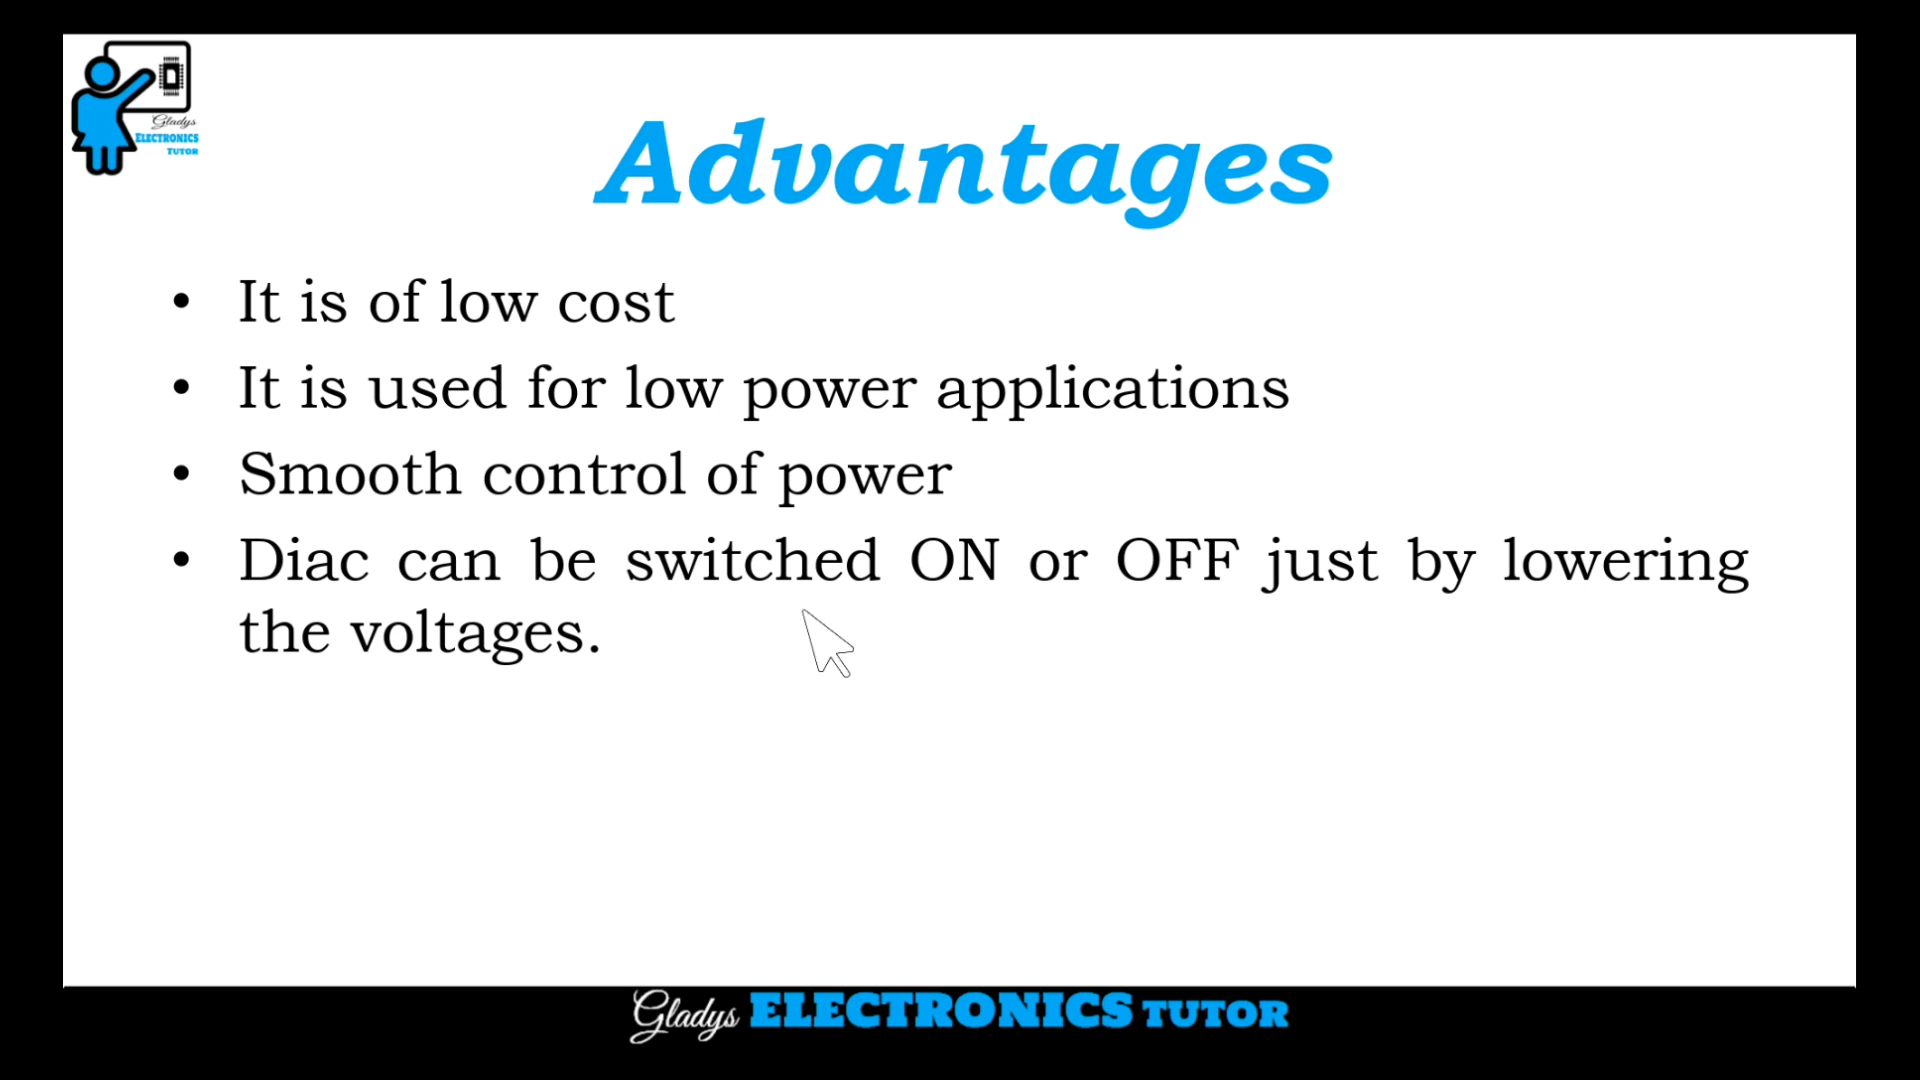 Gladys
ELECTRONICS
TUTOR
Advantages
• It is of low cost
• It is used for low power applications
• Smooth control of power
• Diac can be switched ON or OFF just by lowering
the voltages.
Gladys ELECTRONICS TUTOR